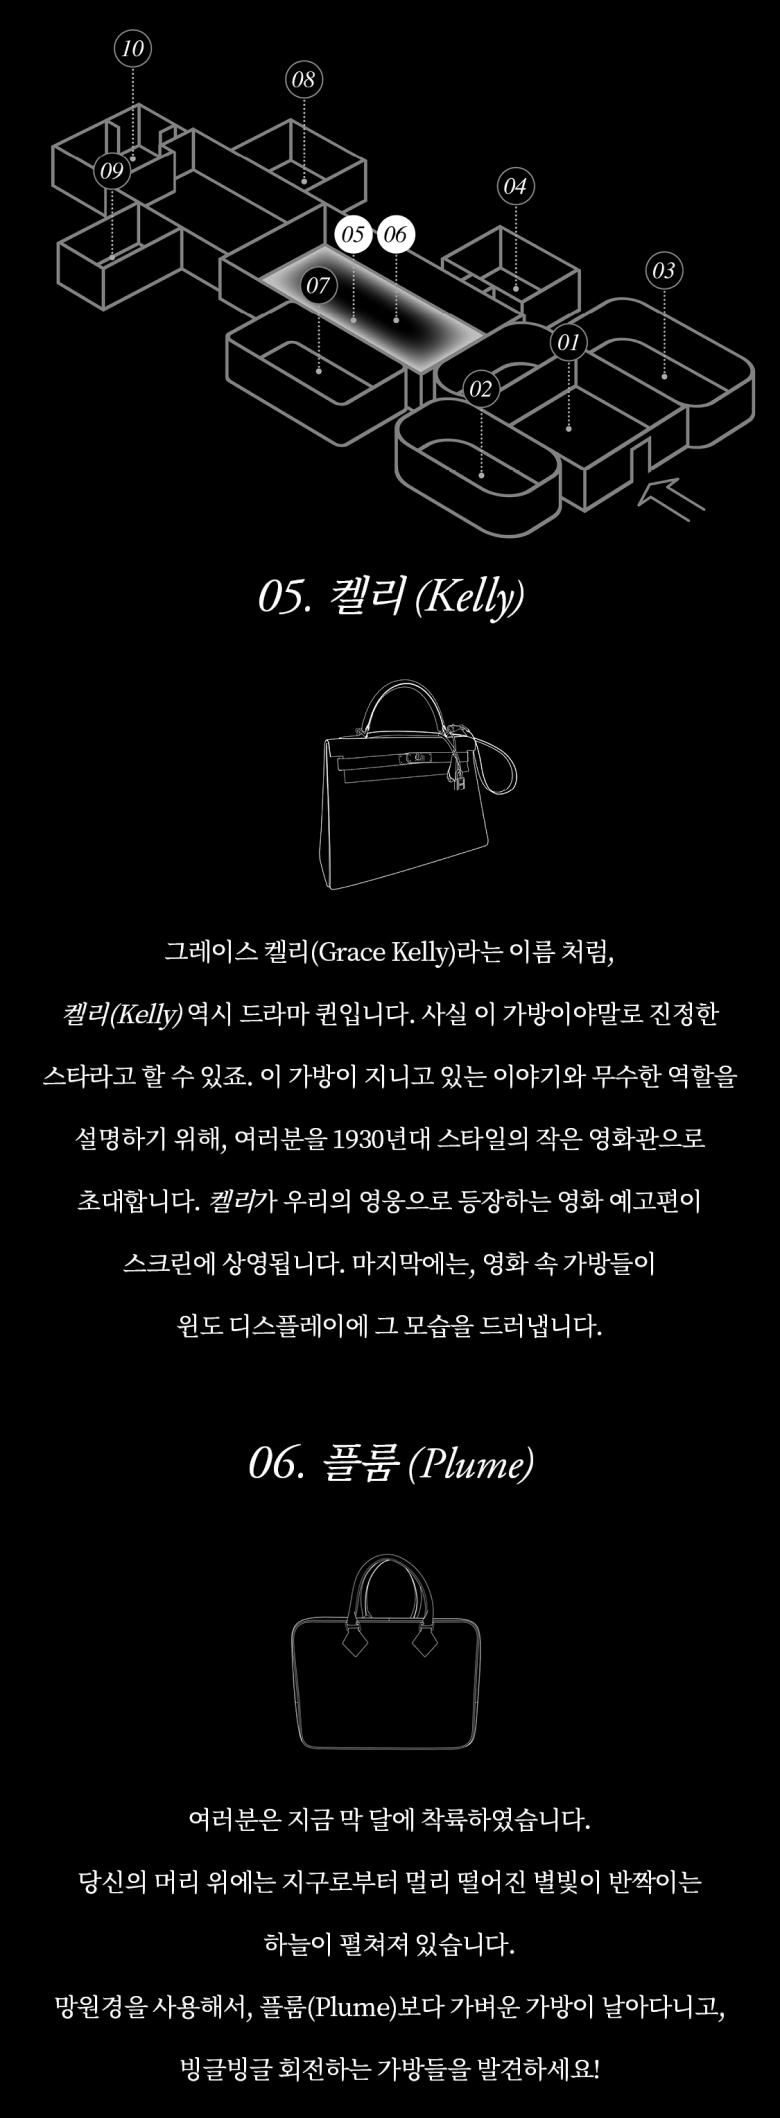 10
08
09
04
05
06
03
07
01
02
05. 켈리 (Kelly)
그레이스 켈리(Grace Kelly)라는 이름 처럼,
켈리(Kelly) 역시 드라마 퀸입니다. 사실 이 가방이야말로 진정한
스타라고 할 수 있죠. 이 가방이 지니고 있는 이야기와 무수한 역할을
설명하기 위해, 여러분을 1930년대 스타일의 작은 영화관으로
초대합니다. 켈리가 우리의 영웅으로 등장하는 영화 예고편이
스크린에 상영됩니다. 마지막에는, 영화 속 가방들이
윈도 디스플레이에 그 모습을 드러냅니다.
06. 플룸 (Plume)
여러분은 지금 막 달에 착륙하였습니다.
당신의 머리 위에는 지구로부터 멀리 떨어진 별빛이 반짝이는
하늘이 펼쳐져 있습니다.
망원경을 사용해서, 플룸(Plume)보다 가벼운 가방이 날아다니고,
빙글빙글 회전하는 가방들을 발견하세요!